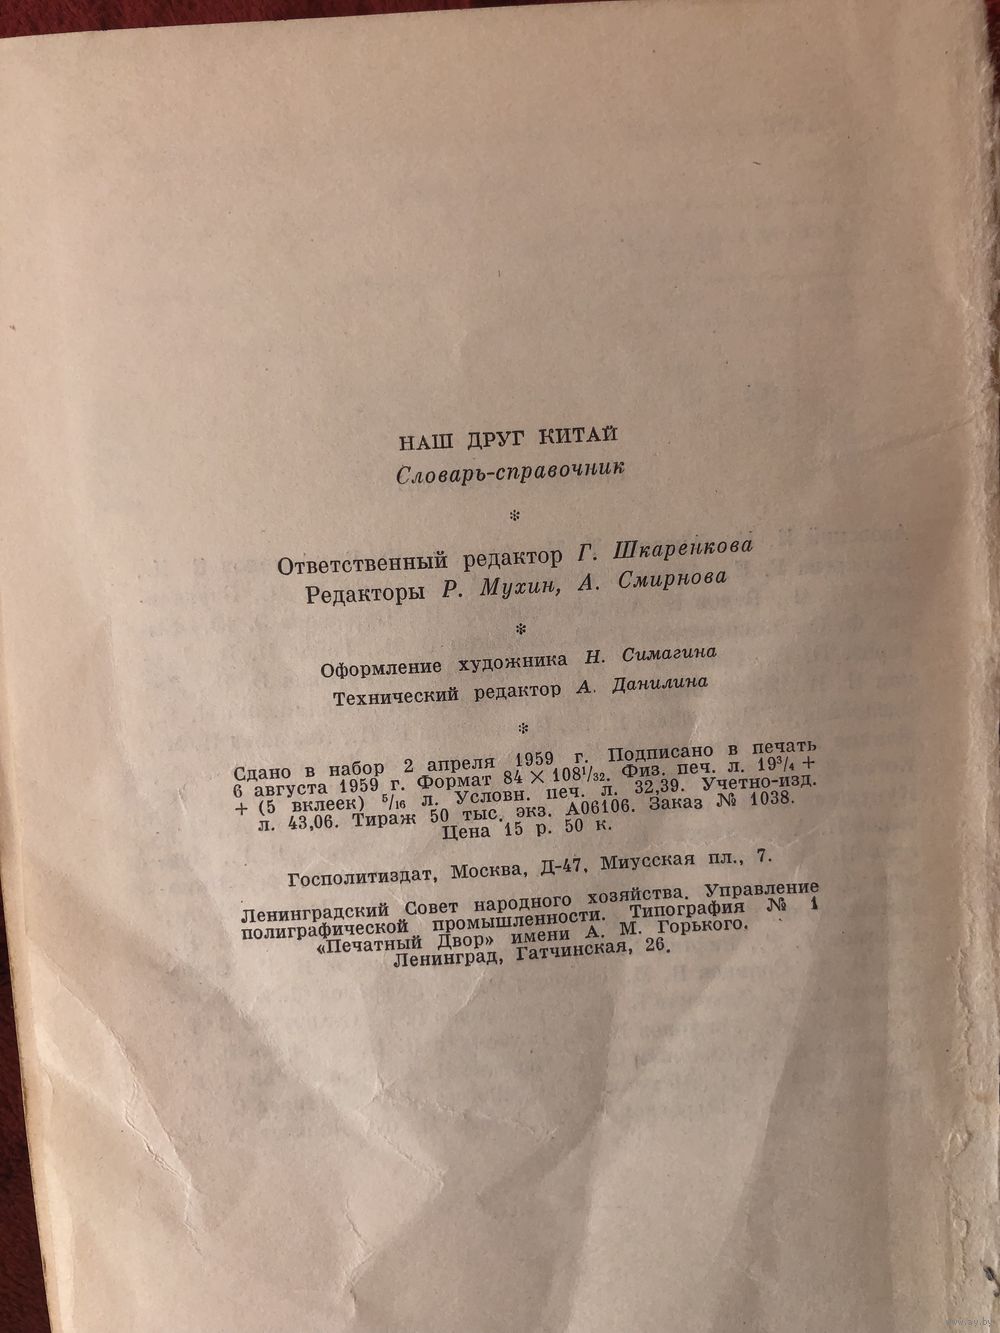 НАШ ДРУГ КИТАЙ
Словарь-справочник
*
Ответственный редактор Г. Шкаренкова
Редакторы Р. Мухин, А. Смирнова
*
Оформление художника Н. Симагина
Технический редактор А. Данилина
*
Сдано в набор 2 апреля 1959 г. Подписано в печать
6 августа 1959 г. Формат 84 × 108¹/₃₂. Физ. печ. л. 19³/₄ +
+ (5 вклеек) ⁵/₁₆ л. Условн. печ. л. 32,39. Учетно-изд.
л. 43,06. Тираж 50 тыс. экз. А06106. Заказ № 1038.
Цена 15 р. 50 к.
Госполитиздат, Москва, Д-47, Миусская пл., 7.
Ленинградский Совет народного хозяйства. Управление
полиграфической промышленности. Типография № 1
«Печатный Двор» имени А. М. Горького.
Ленинград, Гатчинская, 26.
www.ay.by